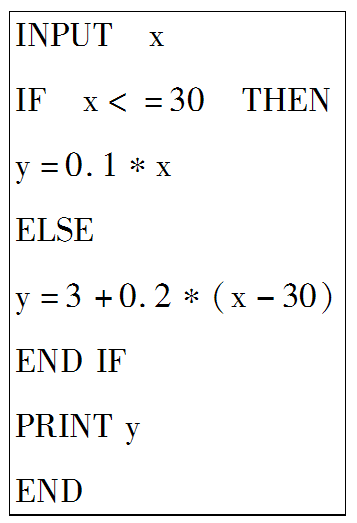 INPUT x
IF x < = 30 THEN
y = 0.1 * x
ELSE
y = 3 + 0.2 * (x - 30)
END IF
PRINT y
END